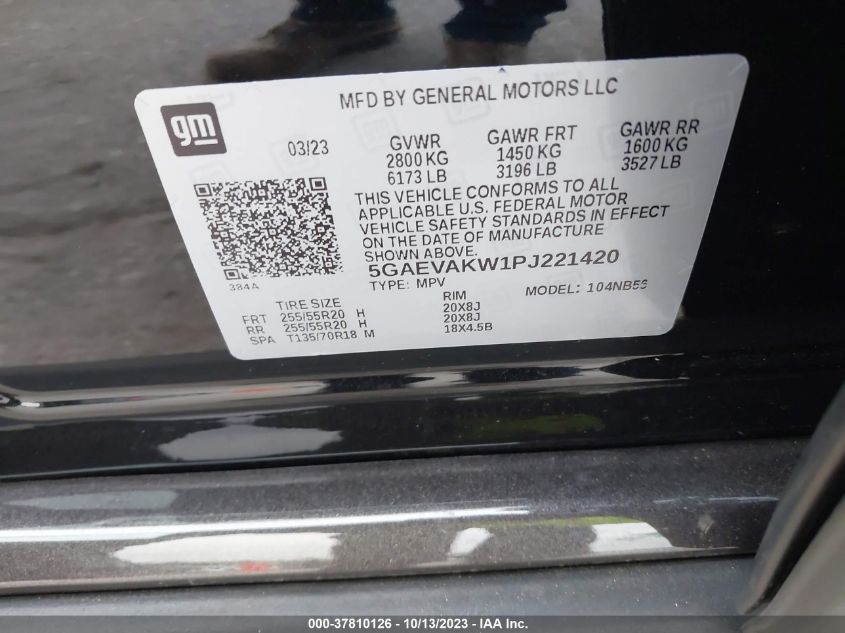 gm
MFD BY GENERAL MOTORS LLC
03/23
GVWR
2800 KG
6173 LB
GAWR FRT
1450 KG
3196 LB
GAWR RR
1600 KG
3527 LB
THIS VEHICLE CONFORMS TO ALL
APPLICABLE U.S. FEDERAL MOTOR
VEHICLE SAFETY STANDARDS IN EFFECT
ON THE DATE OF MANUFACTURE
SHOWN ABOVE.
5GAEVAKW1PJ221420
384A
TYPE: MPV
MODEL: 104NB56
TIRE SIZE RIM
FRT 255/55R20 H 20X8J
RR 255/55R20 H 20X8J
SPA T135/70R18 M 18X4.5B
000-37810126 - 10/13/2023 - Copyright © IAA, Inc.